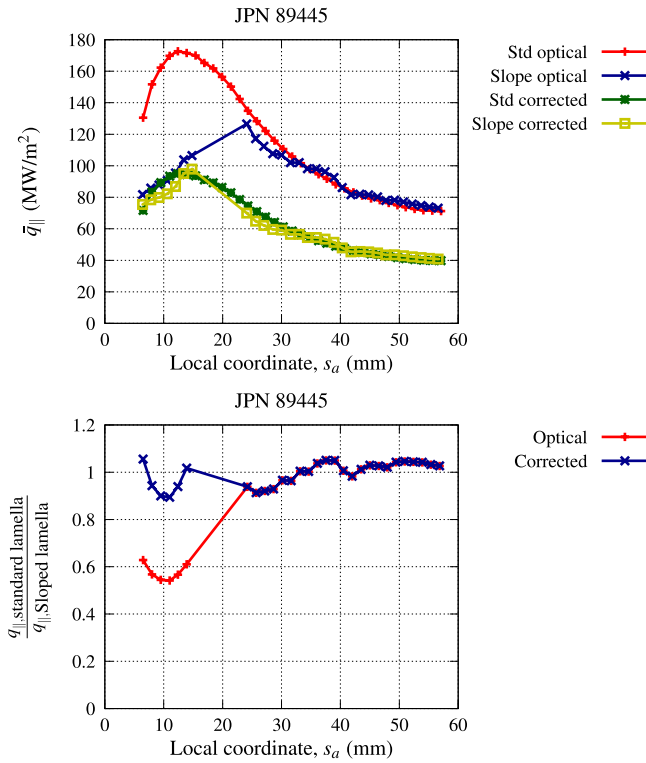 JPN 89445
q̄∥ (MW/m²)
180
160
140
120
100
80
60
40
20
0
0 10 20 30 40 50 60
Local coordinate, sₐ (mm)
Std optical
Slope optical
Std corrected
Slope corrected
JPN 89445
q∥,standard lamella
q∥,Sloped lamella
1.2
1
0.8
0.6
0.4
0.2
0
0 10 20 30 40 50 60
Local coordinate, sₐ (mm)
Optical
Corrected